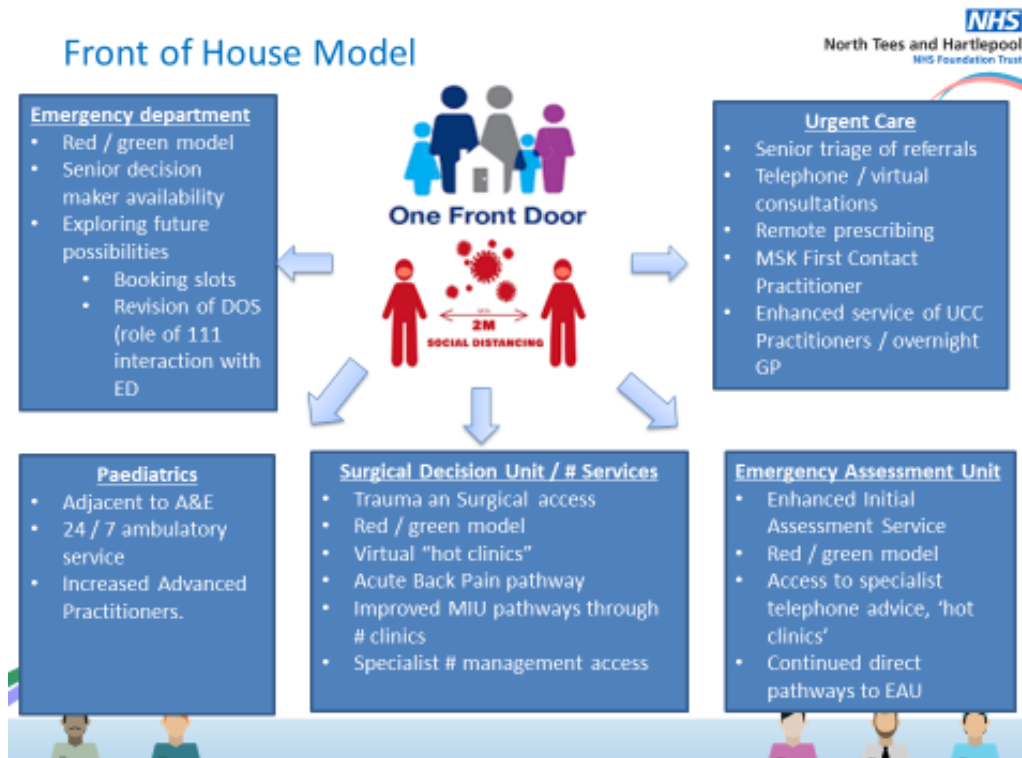 Front of House Model
NHS
North Tees and Hartlepool
NHS Foundation Trust
Emergency department
• Red / green model
• Senior decision
maker availability
• Exploring future
possibilities
• Booking slots
• Revision of DOS
(role of 111
interaction with
ED
One Front Door
2M
SOCIAL DISTANCING
Urgent Care
• Senior triage of referrals
• Telephone / virtual
consultations
• Remote prescribing
• MSK First Contact
Practitioner
• Enhanced service of UCC
Practitioners / overnight
GP
Paediatrics
• Adjacent to A&E
• 24 / 7 ambulatory
service
• Increased Advanced
Practitioners.
Surgical Decision Unit / # Services
• Trauma an Surgical access
• Red / green model
• Virtual "hot clinics"
• Acute Back Pain pathway
• Improved MIU pathways through
# clinics
• Specialist # management access
Emergency Assessment Unit
• Enhanced Initial
Assessment Service
• Red / green model
• Access to specialist
telephone advice, 'hot
clinics'
• Continued direct
pathways to EAU